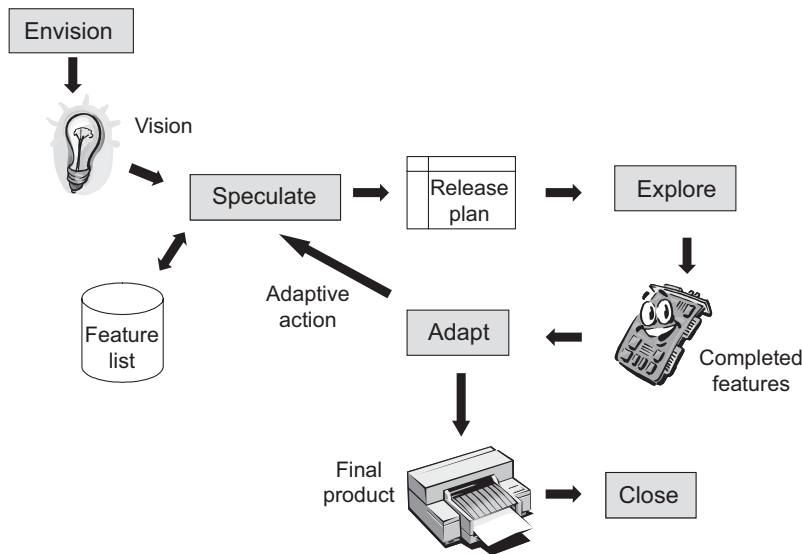 Envision
Vision
Speculate
Release
plan
Explore
Feature
list
Adaptive
action
Adapt
Completed
features
Final
product
Close